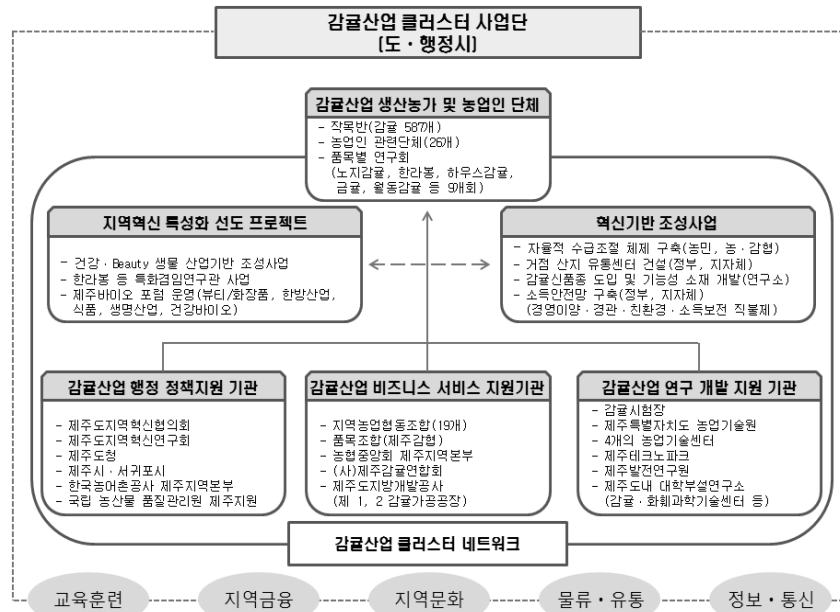 감귤산업 클러스터 사업단
[도・행정시]
감귤산업 생산농가 및 농업인 단체
- 작목반(감귤 587개)
- 농업인 관련단체(26개)
- 품목별 연구회
(노지감귤, 한라봉, 하우스감귤,
금귤, 월동감귤 등 9개회)
지역혁신 특성화 선도 프로젝트
- 건강·Beauty 생물 산업기반 조성사업
- 한라봉 등 특화겸임연구관 사업
- 제주바이오 포럼 운영(뷰티/화장품, 한방산업,
식품, 생명산업, 건강바이오)
혁신기반 조성사업
- 자율적 수급조절 체제 구축(농민, 농·감협)
- 거점 산지 유통센터 건설(정부, 지자체)
- 감귤신품종 도입 및 기능성 소재 개발(연구소)
- 소득안전망 구축(정부, 지자체)
(경영이양·경관·친환경·소득보전 직불제)
감귤산업 행정 정책지원 기관
- 제주도지역혁신협의회
- 제주도지역혁신연구회
- 제주도청
- 제주시·서귀포시
- 한국농어촌공사 제주지역본부
- 국립 농산물 품질관리원 제주지원
감귤산업 비즈니스 서비스 지원기관
- 지역농업협동조합(19개)
- 품목조합(제주감협)
- 농협중앙회 제주지역본부
- (사)제주감귤연합회
- 제주도지방개발공사
(제 1, 2 감귤가공공장)
감귤산업 연구 개발 지원 기관
- 감귤시험장
- 제주특별자치도 농업기술원
- 4개의 농업기술센터
- 제주테크노파크
- 제주발전연구원
- 제주도내 대학부설연구소
(감귤·화훼과학기술센터 등)
감귤산업 클러스터 네트워크
교육훈련
지역금융
지역문화
물류・유통
정보・통신